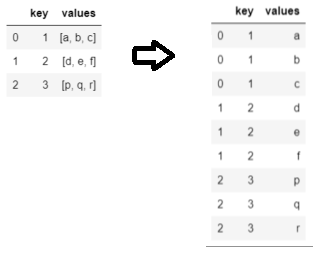 key values
0 1 [a, b, c]
1 2 [d, e, f]
2 3 [p, q, r]
key values
0 1 a
0 1 b
0 1 c
1 2 d
1 2 e
1 2 f
2 3 p
2 3 q
2 3 r